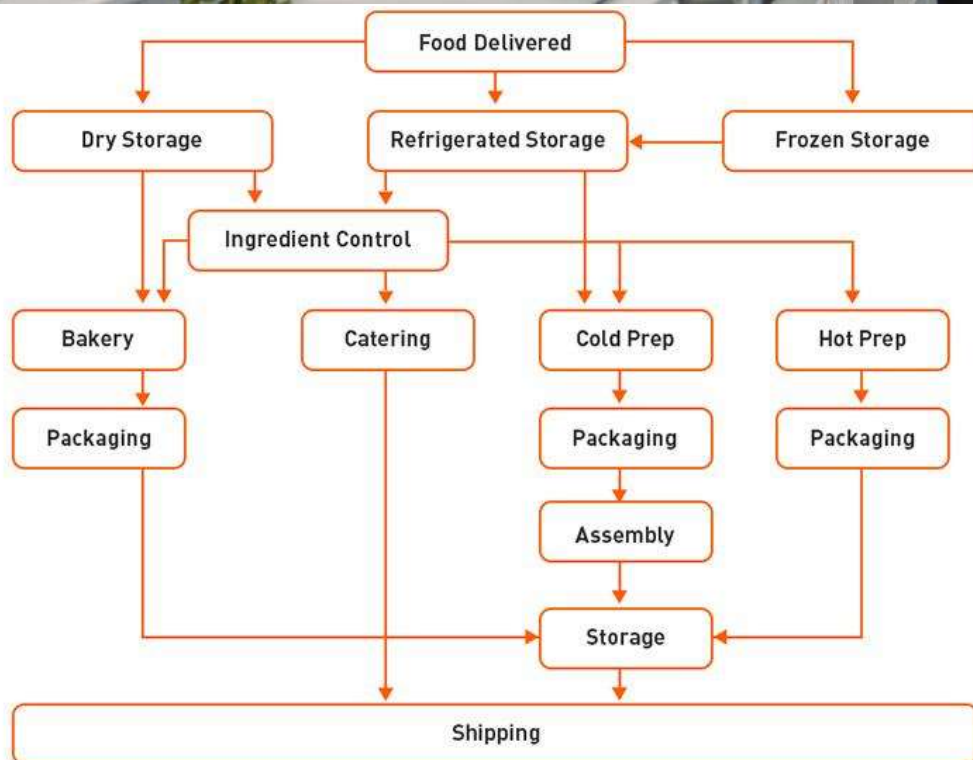 Food Delivered
Dry Storage
Refrigerated Storage
Frozen Storage
Ingredient Control
Bakery
Catering
Cold Prep
Hot Prep
Packaging
Packaging
Packaging
Assembly
Storage
Shipping